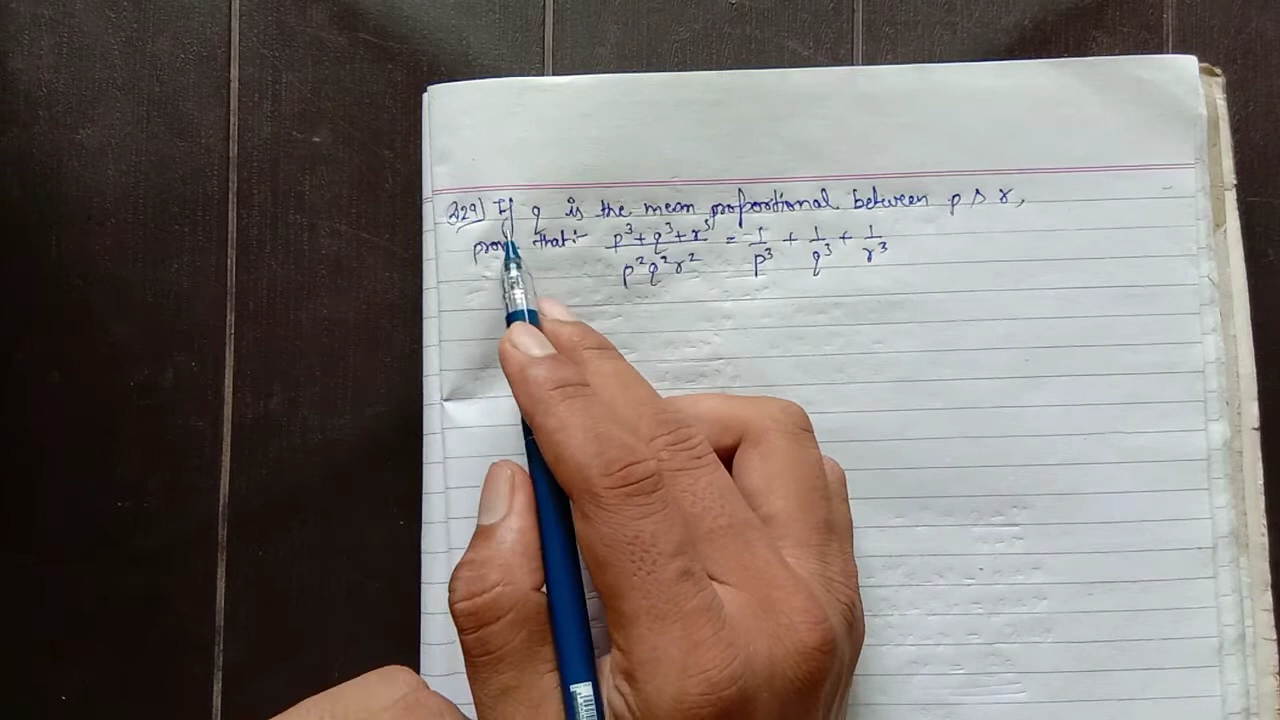 Q29) If q is the mean proportional between p & r,
prove that:- p³+q³+r³ / p²q²r² = 1/p³ + 1/q³ + 1/r³